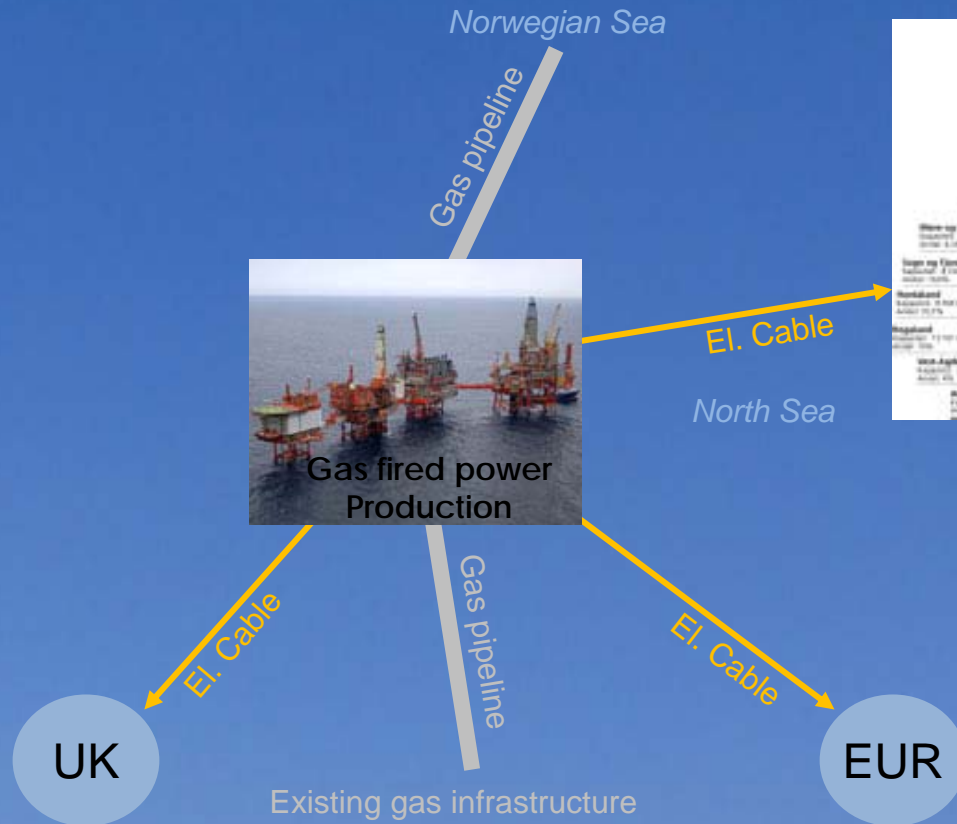 Norwegian Sea
Gas pipeline
El. Cable
North Sea
Gas fired power
Production
El. Cable
Gas pipeline
El. Cable
UK
EUR
Existing gas infrastructure
Hordaland